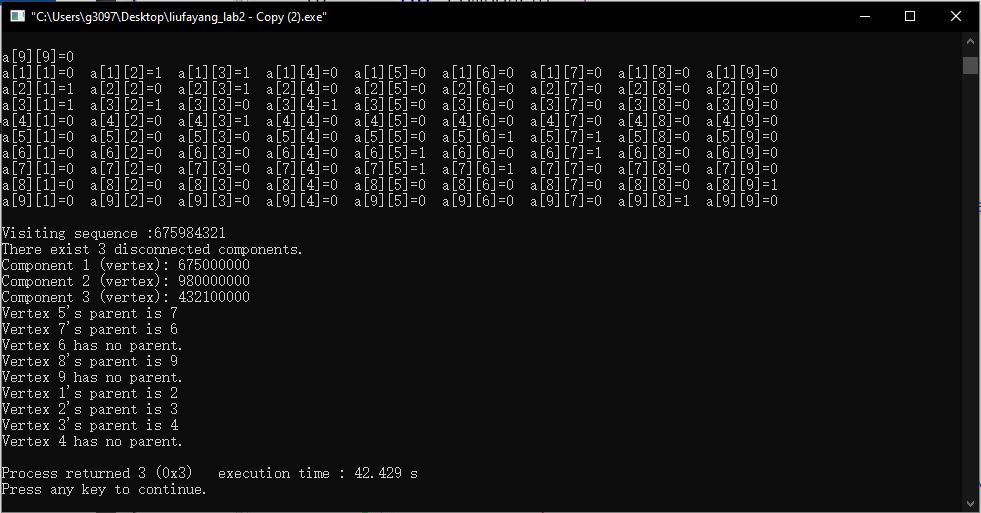 "C:\Users\g3097\Desktop\liufayang_lab2 - Copy (2).exe"
a[9][9]=0
a[1][1]=0 a[1][2]=1 a[1][3]=1 a[1][4]=0 a[1][5]=0 a[1][6]=0 a[1][7]=0 a[1][8]=0 a[1][9]=0
a[2][1]=1 a[2][2]=0 a[2][3]=1 a[2][4]=0 a[2][5]=0 a[2][6]=0 a[2][7]=0 a[2][8]=0 a[2][9]=0
a[3][1]=1 a[3][2]=1 a[3][3]=0 a[3][4]=1 a[3][5]=0 a[3][6]=0 a[3][7]=0 a[3][8]=0 a[3][9]=0
a[4][1]=0 a[4][2]=0 a[4][3]=1 a[4][4]=0 a[4][5]=0 a[4][6]=0 a[4][7]=0 a[4][8]=0 a[4][9]=0
a[5][1]=0 a[5][2]=0 a[5][3]=0 a[5][4]=0 a[5][5]=0 a[5][6]=1 a[5][7]=1 a[5][8]=0 a[5][9]=0
a[6][1]=0 a[6][2]=0 a[6][3]=0 a[6][4]=0 a[6][5]=1 a[6][6]=0 a[6][7]=1 a[6][8]=0 a[6][9]=0
a[7][1]=0 a[7][2]=0 a[7][3]=0 a[7][4]=0 a[7][5]=1 a[7][6]=1 a[7][7]=0 a[7][8]=0 a[7][9]=0
a[8][1]=0 a[8][2]=0 a[8][3]=0 a[8][4]=0 a[8][5]=0 a[8][6]=0 a[8][7]=0 a[8][8]=0 a[8][9]=1
a[9][1]=0 a[9][2]=0 a[9][3]=0 a[9][4]=0 a[9][5]=0 a[9][6]=0 a[9][7]=0 a[9][8]=1 a[9][9]=0
Visiting sequence :675984321
There exist 3 disconnected components.
Component 1 (vertex): 675000000
Component 2 (vertex): 980000000
Component 3 (vertex): 432100000
Vertex 5's parent is 7
Vertex 7's parent is 6
Vertex 6 has no parent.
Vertex 8's parent is 9
Vertex 9 has no parent.
Vertex 1's parent is 2
Vertex 2's parent is 3
Vertex 3's parent is 4
Vertex 4 has no parent.
Process returned 3 (0x3) execution time : 42.429 s
Press any key to continue.